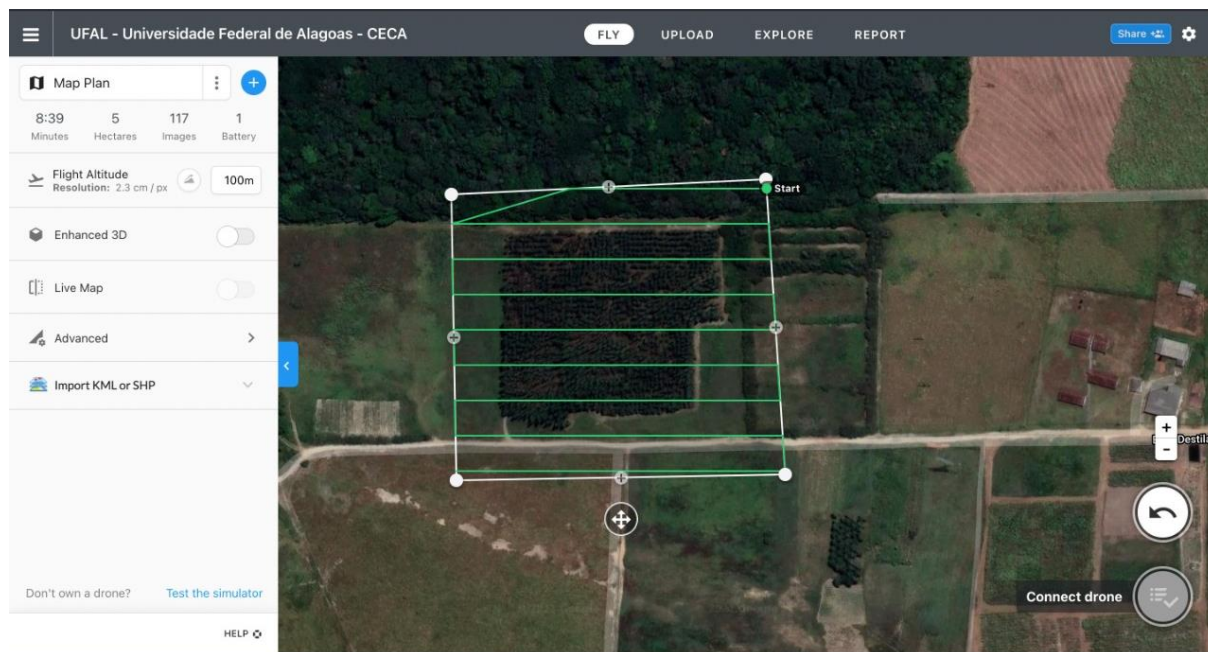 UFAL - Universidade Federal de Alagoas - CECA
FLY
UPLOAD
EXPLORE
REPORT
Share
Map Plan
8:39 5 117 1
Minutes Hectares Images Battery
Flight Altitude
Resolution: 2.3 cm / px
100m
Enhanced 3D
Live Map
Advanced
Import KML or SHP
Don't own a drone?
Test the simulator
HELP
Start
+
-
Destil
Connect drone